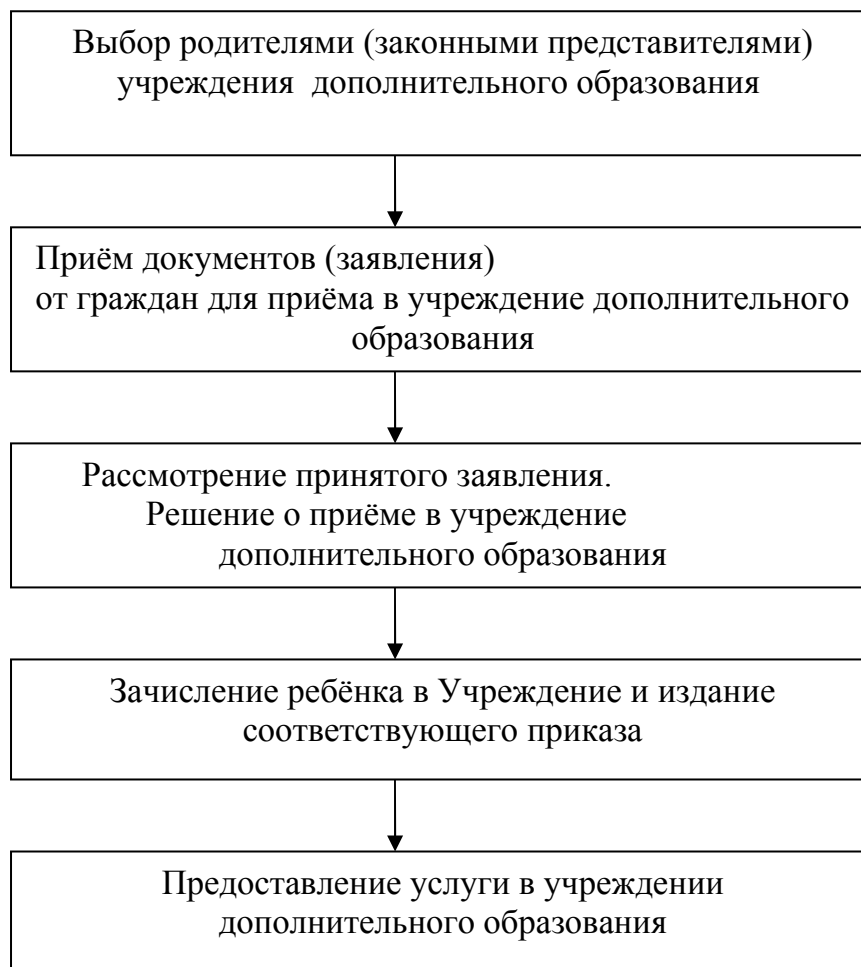 Выбор родителями (законными представителями)
учреждения дополнительного образования
Приём документов (заявления)
от граждан для приёма в учреждение дополнительного
образования
Рассмотрение принятого заявления.
Решение о приёме в учреждение
дополнительного образования
Зачисление ребёнка в Учреждение и издание
соответствующего приказа
Предоставление услуги в учреждении
дополнительного образования